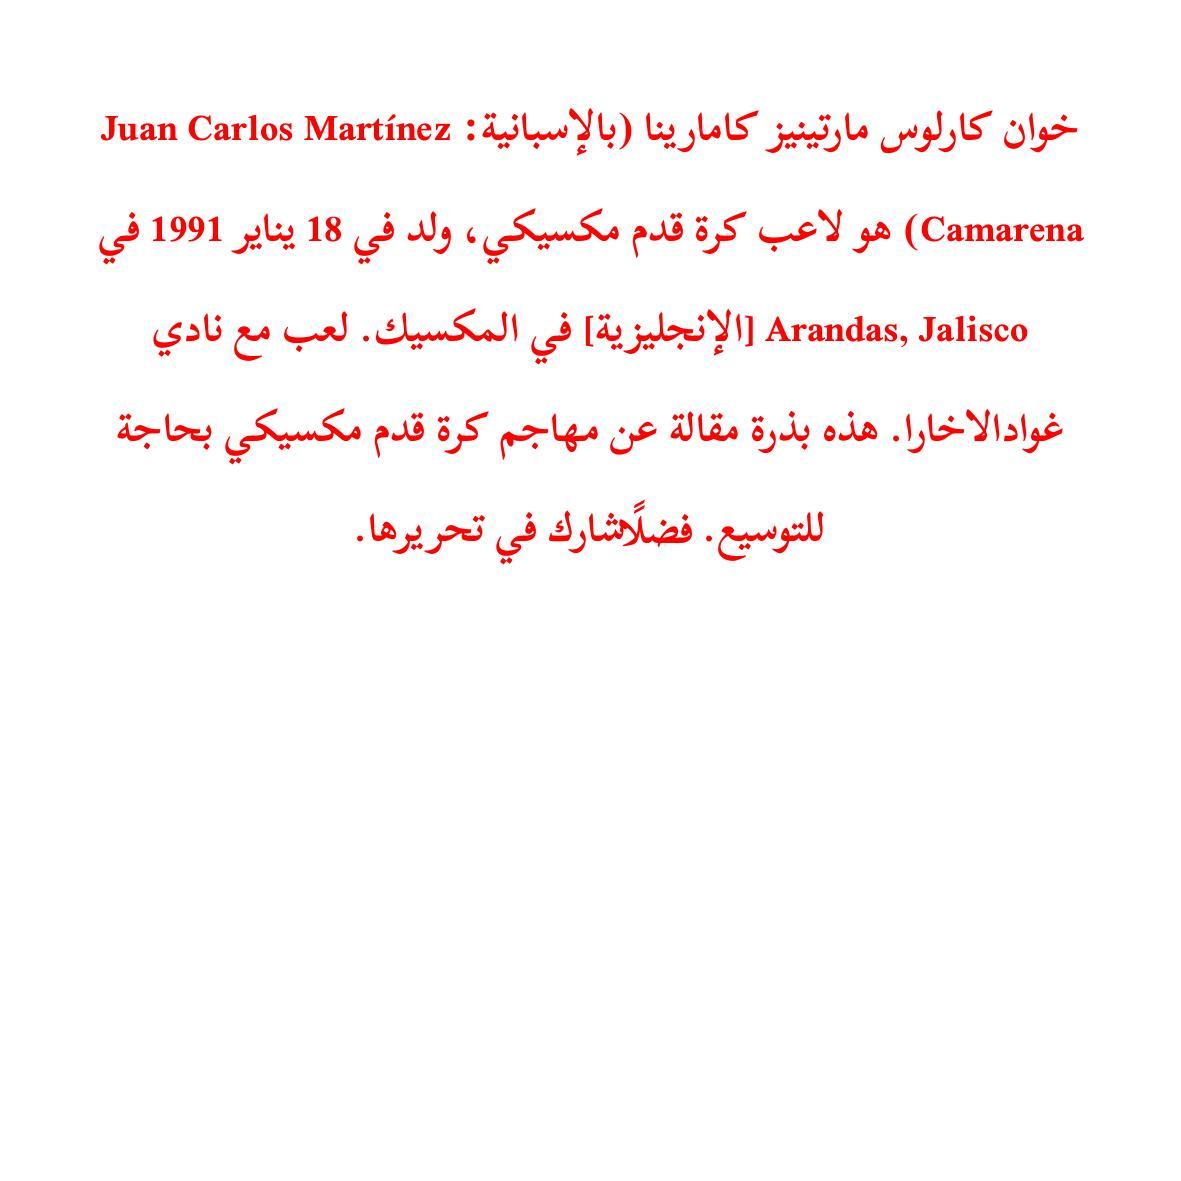 خوان كارلوس مارتينيز كامارينا (بالإسبانية: Juan Carlos Martínez
Camarena) هو لاعب كرة قدم مكسيكي، ولد في 18 يناير 1991 في
Arandas, Jalisco [الإنجليزية] في المكسيك. لعب مع نادي
غوادالاخارا. هذه بذرة مقالة عن مهاجم كرة قدم مكسيكي بحاجة
للتوسيع. فضلًاشارك في تحريرها.